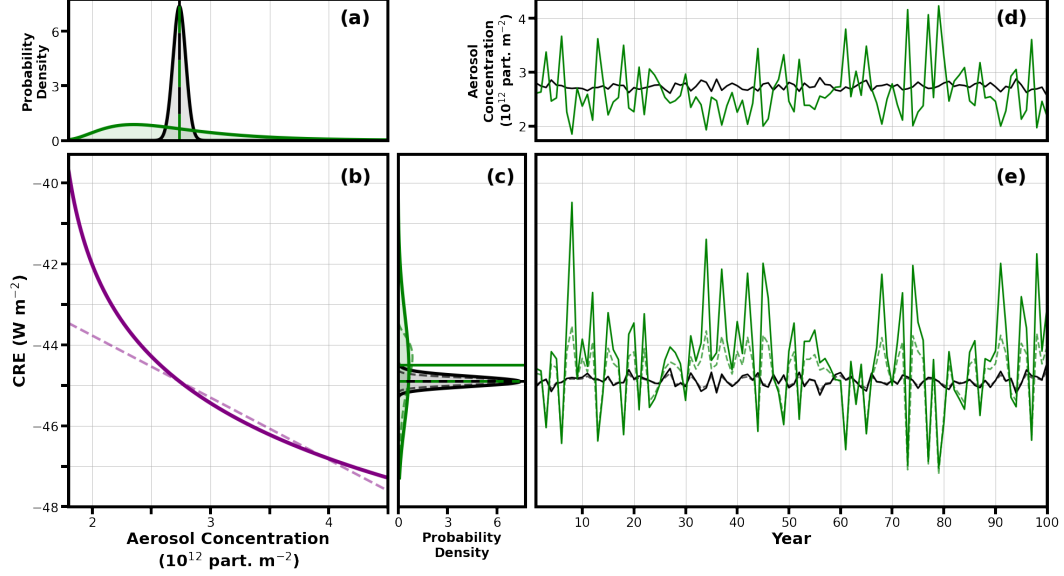 (a)
Probability
Density
6
3
0
(d)
Aerosol
Concentration
(10¹² part. m⁻²)
4
3
2
(b)
CRE (W m⁻²)
−40
−42
−44
−46
−48
2
3
4
Aerosol Concentration
(10¹² part. m⁻²)
(c)
0
3
6
Probability
Density
(e)
10
20
30
40
50
60
70
80
90
100
Year